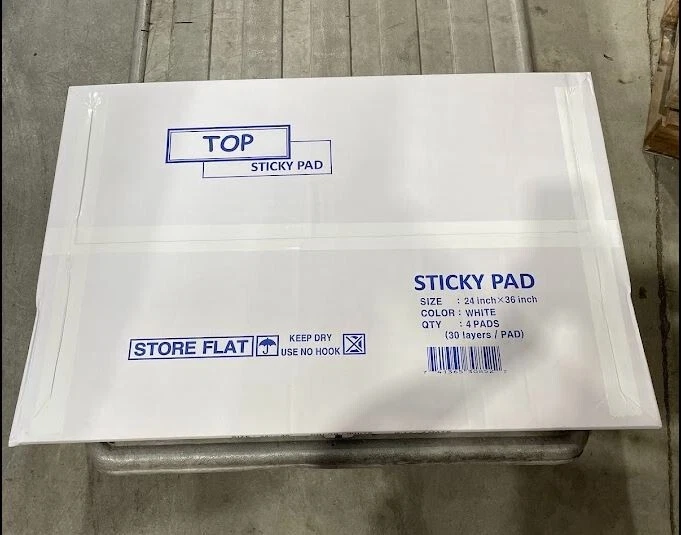 TOP
STICKY PAD
STICKY PAD
SIZE : 24 inch×36 inch
COLOR : WHITE
QTY : 4 PADS
(30 layers / PAD)
STORE FLAT
KEEP DRY
USE NO HOOK